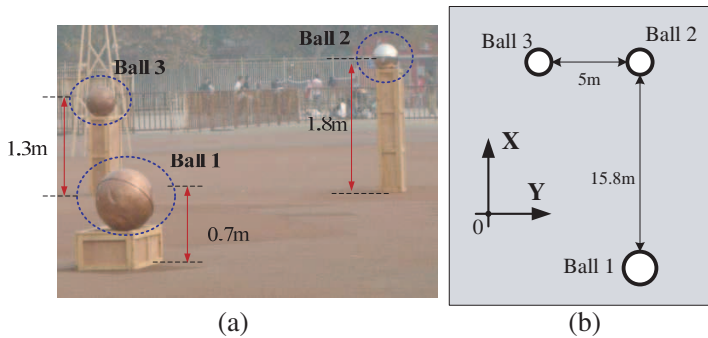 Ball 2
Ball 3
1.3m
1.8m
Ball 1
0.7m
(a)
Ball 3
Ball 2
5m
X
15.8m
Y
0
Ball 1
(b)